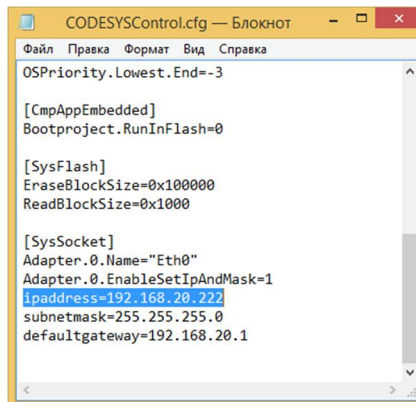 CODESYSControl.cfg — Блокнот
Файл Правка Формат Вид Справка
OSPriority.Lowest.End=-3
[CmpAppEmbedded]
Bootproject.RunInFlash=0
[SysFlash]
EraseBlockSize=0x100000
ReadBlockSize=0x1000
[SysSocket]
Adapter.0.Name="Eth0"
Adapter.0.EnableSetIpAndMask=1
ipaddress=192.168.20.222
subnetmask=255.255.255.0
defaultgateway=192.168.20.1